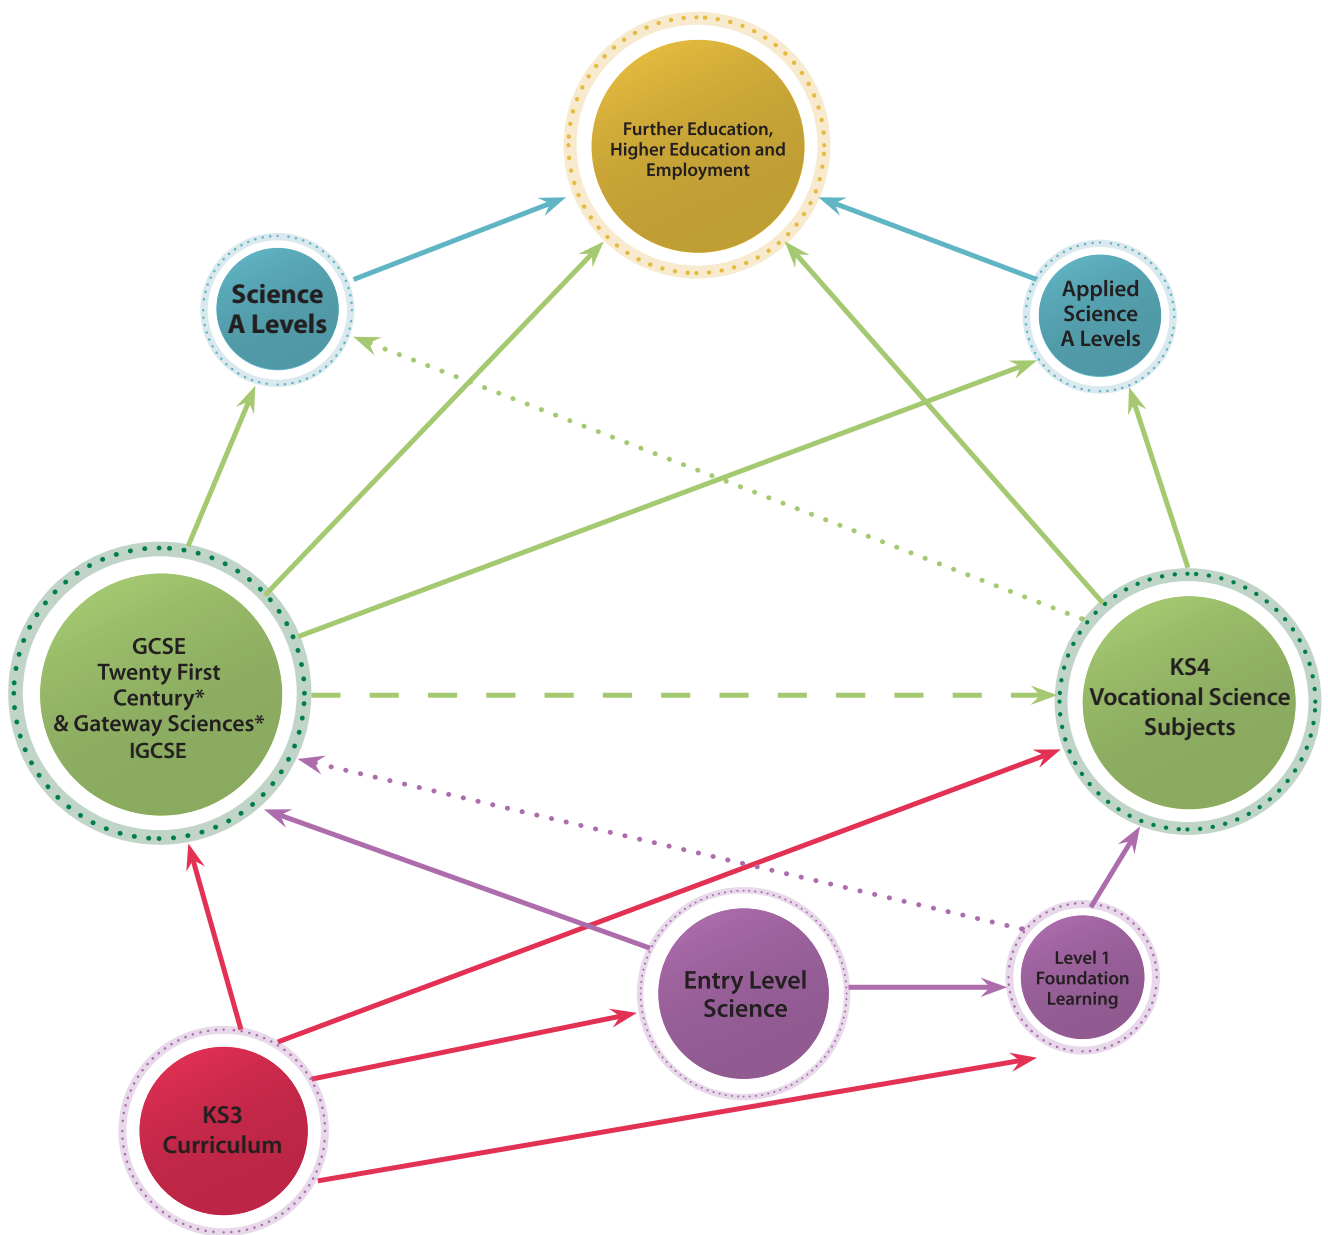 Further Education,
Higher Education and
Employment
Science
A Levels
Applied
Science
A Levels
GCSE
Twenty First
Century*
& Gateway Sciences*
IGCSE
KS4
Vocational Science
Subjects
Entry Level
Science
Level 1
Foundation
Learning
KS3
Curriculum